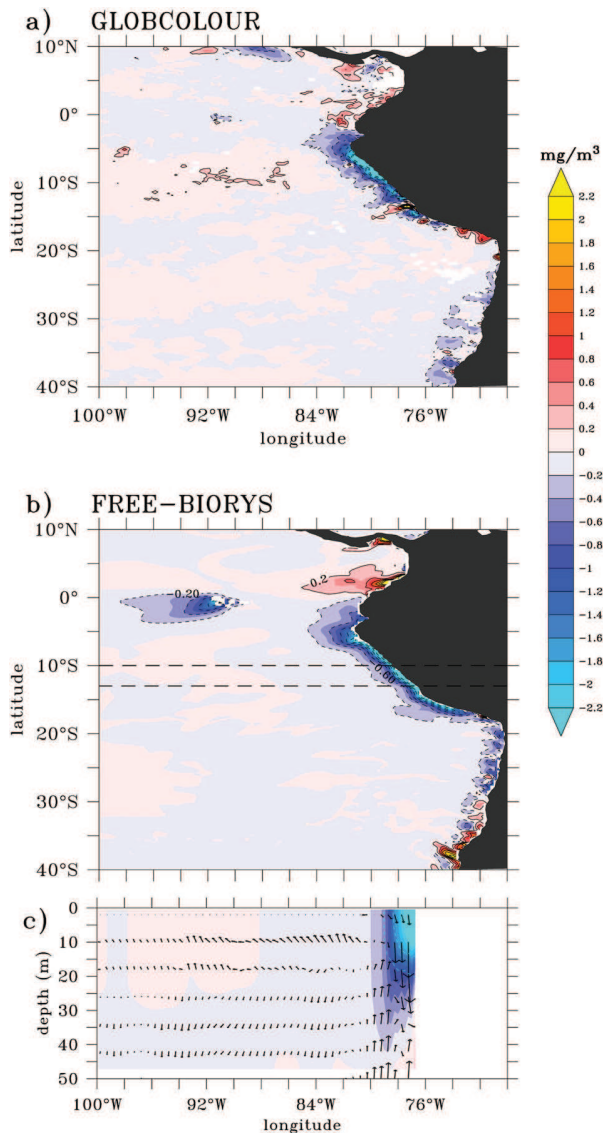 a) GLOBCOLOUR
10°N
0°
10°S
20°S
30°S
40°S
latitude
100°W 92°W 84°W 76°W
longitude
mg/m³
2.2
2
1.8
1.6
1.4
1.2
1
0.8
0.6
0.4
0.2
0
-0.2
-0.4
-0.6
-0.8
-1
-1.2
-1.4
-1.6
-1.8
-2
-2.2
b) FREE-BIORYS
10°N
0°
10°S
20°S
30°S
40°S
latitude
0.2
-0.20
-0.60
100°W 92°W 84°W 76°W
longitude
c)
0
10
20
30
40
50
depth (m)
100°W 92°W 84°W 76°W
longitude